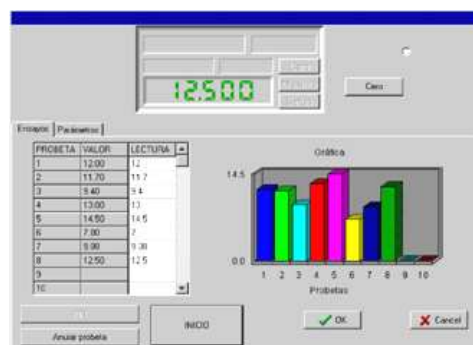 12.500
Cero
Ensayos Parámetros
PROBETA VALOR LECTURA
1 12.00 12
2 11.70 11.7
3 9.40 9.4
4 13.00 13
5 14.50 14.5
6 7.00 7
7 9.00
8 12.50 12.5
9
10
Gráfica
14.5
0.0
1 2 3 4 5 6 7 8 9 10
Probetas
INICIO
OK
Cancel
Anular probeta